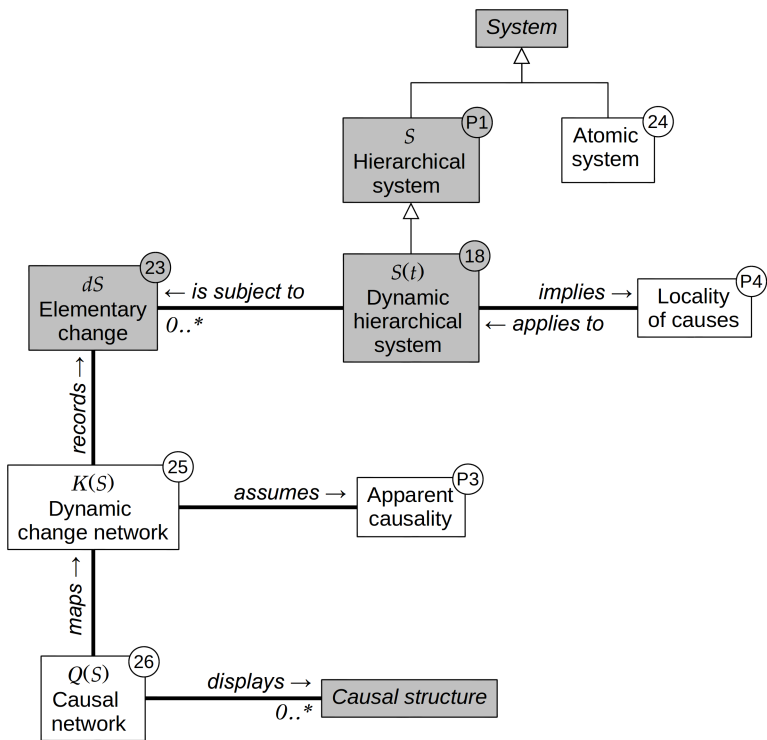 System
P1
S
Hierarchical
system
24
Atomic
system
23
dS
Elementary
change
← is subject to
0..*
18
S(t)
Dynamic
hierarchical
system
implies →
← applies to
P4
Locality
of causes
records →
25
K(S)
Dynamic
change network
assumes →
P3
Apparent
causality
maps →
26
Q(S)
Causal
network
displays →
0..*
Causal structure